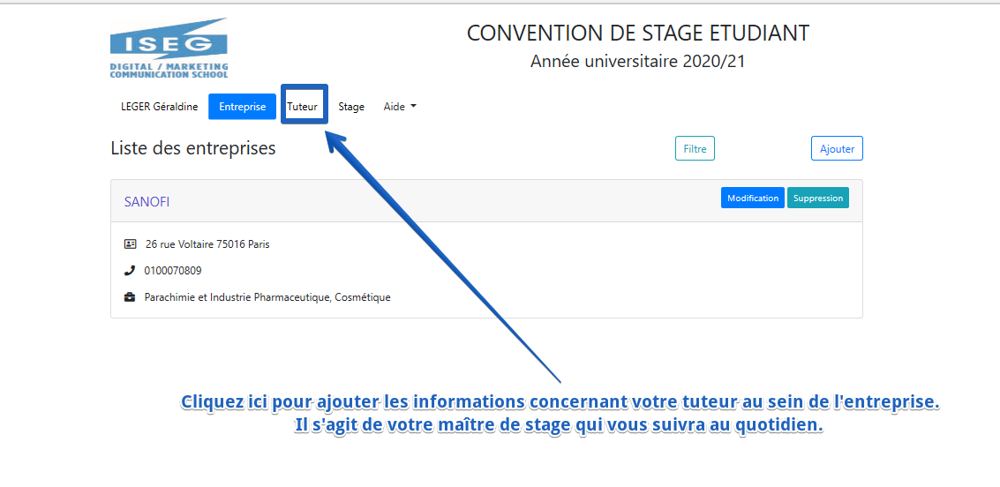 ISEG
DIGITAL / MARKETING
COMMUNICATION SCHOOL
CONVENTION DE STAGE ETUDIANT
Année universitaire 2020/21
LEGER Géraldine Entreprise Tuteur Stage Aide
Liste des entreprises Filtre Ajouter
SANOFI Modification Suppression
26 rue Voltaire 75016 Paris
0100070809
Parachimie et Industrie Pharmaceutique, Cosmétique
Cliquez ici pour ajouter les informations concernant votre tuteur au sein de l'entreprise.
Il s'agit de votre maître de stage qui vous suivra au quotidien.